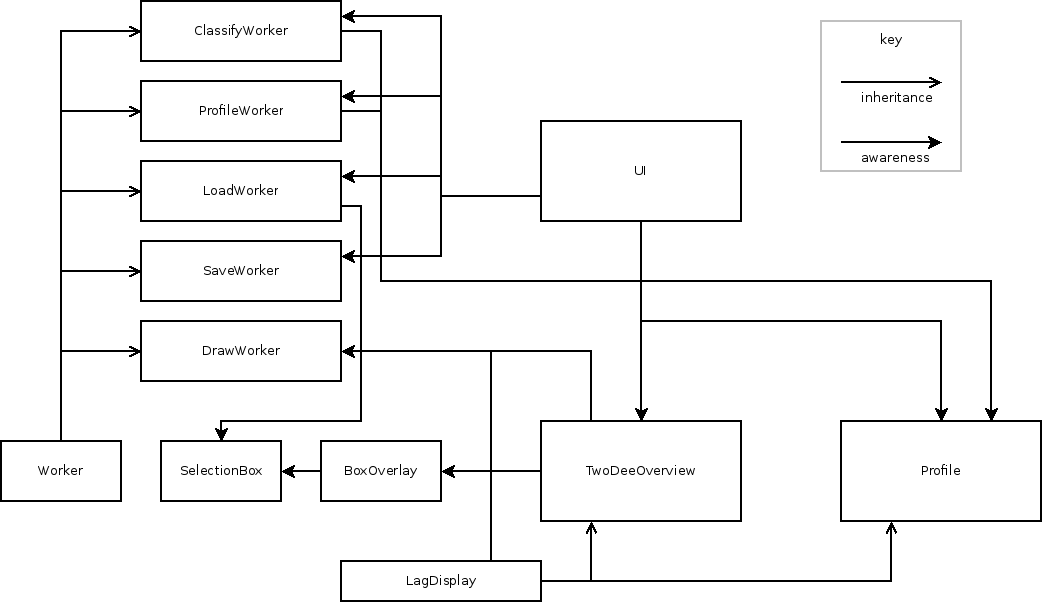 ClassifyWorker
key
ProfileWorker
inheritance
awareness
UI
LoadWorker
SaveWorker
DrawWorker
Worker
SelectionBox
BoxOverlay
TwoDeeOverview
Profile
LagDisplay